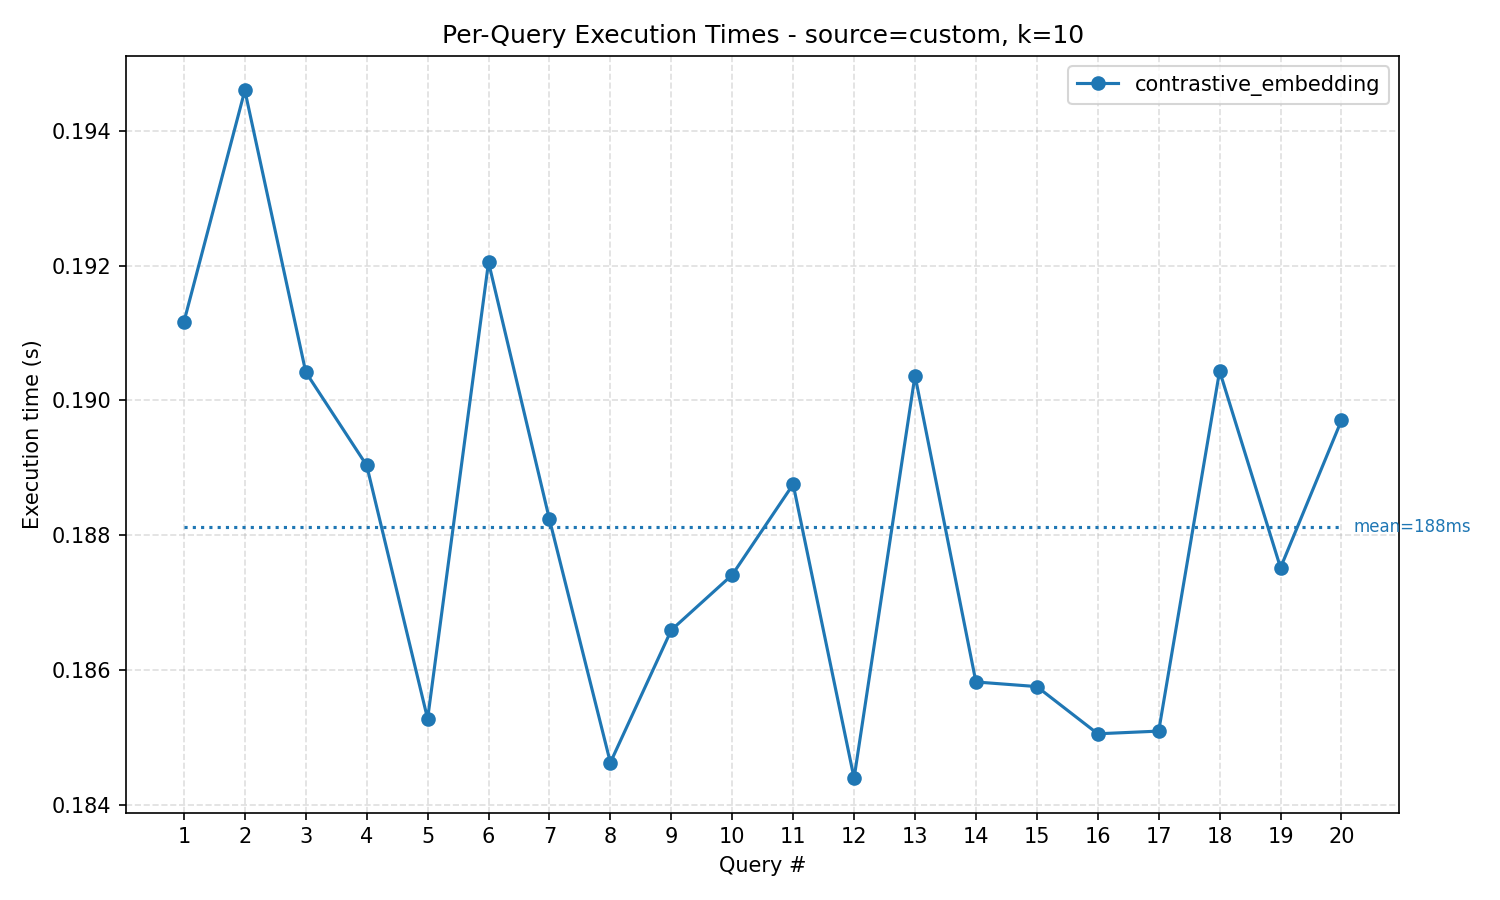 Per-Query Execution Times - source=custom, k=10
contrastive_embedding
Execution time (s)
0.194
0.192
0.190
0.188
0.186
0.184
mean=188ms
1 2 3 4 5 6 7 8 9 10 11 12 13 14 15 16 17 18 19 20
Query #